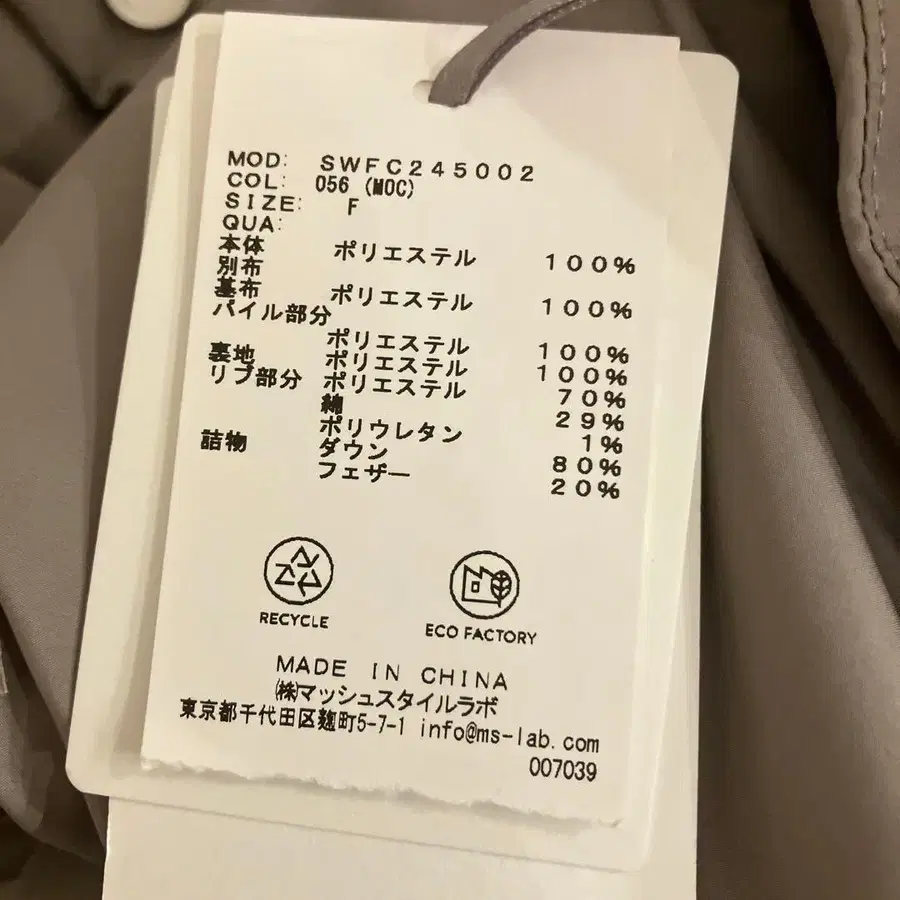 MOD: SWFC245002
COL: 056 (MOC)
SIZE: F
QUA:
本体 ポリエステル 100%
別布
基布 ポリエステル 100%
パイル部分
ポリエステル 100%
裏地 ポリエステル 100%
リブ部分 ポリエステル 70%
綿 29%
ポリウレタン 1%
詰物 ダウン 80%
フェザー 20%
RECYCLE
ECO FACTORY
MADE IN CHINA
㈱マッシュスタイルラボ
東京都千代田区麹町5-7-1 info@ms-lab.com
007039